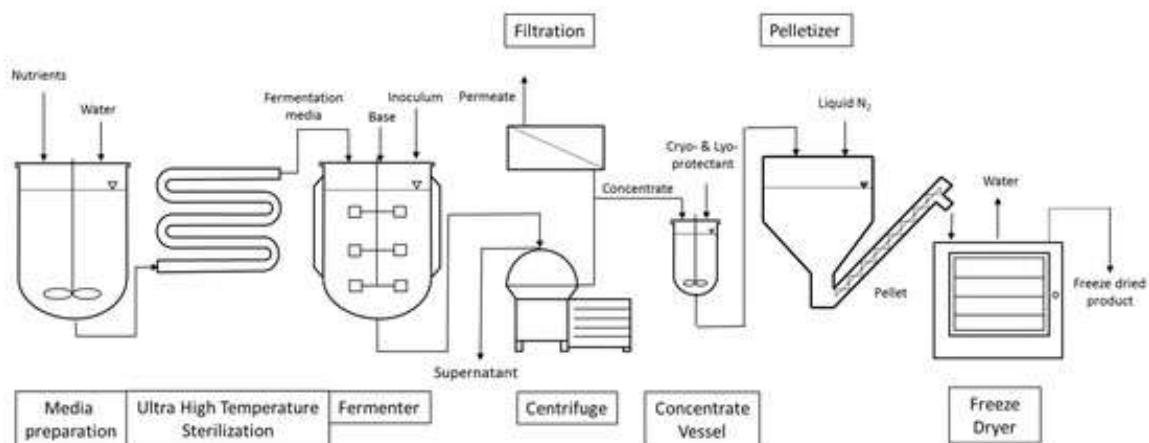 Filtration
Pelletizer
Nutrients
Water
Fermentation
media
Base
Inoculum
Permeate
Liquid N₂
Cryo- & Lyo-
protectant
Concentrate
Water
Pellet
Freeze dried
product
Supernatant
Media
preparation
Ultra High Temperature
Sterilization
Fermenter
Centrifuge
Concentrate
Vessel
Freeze
Dryer